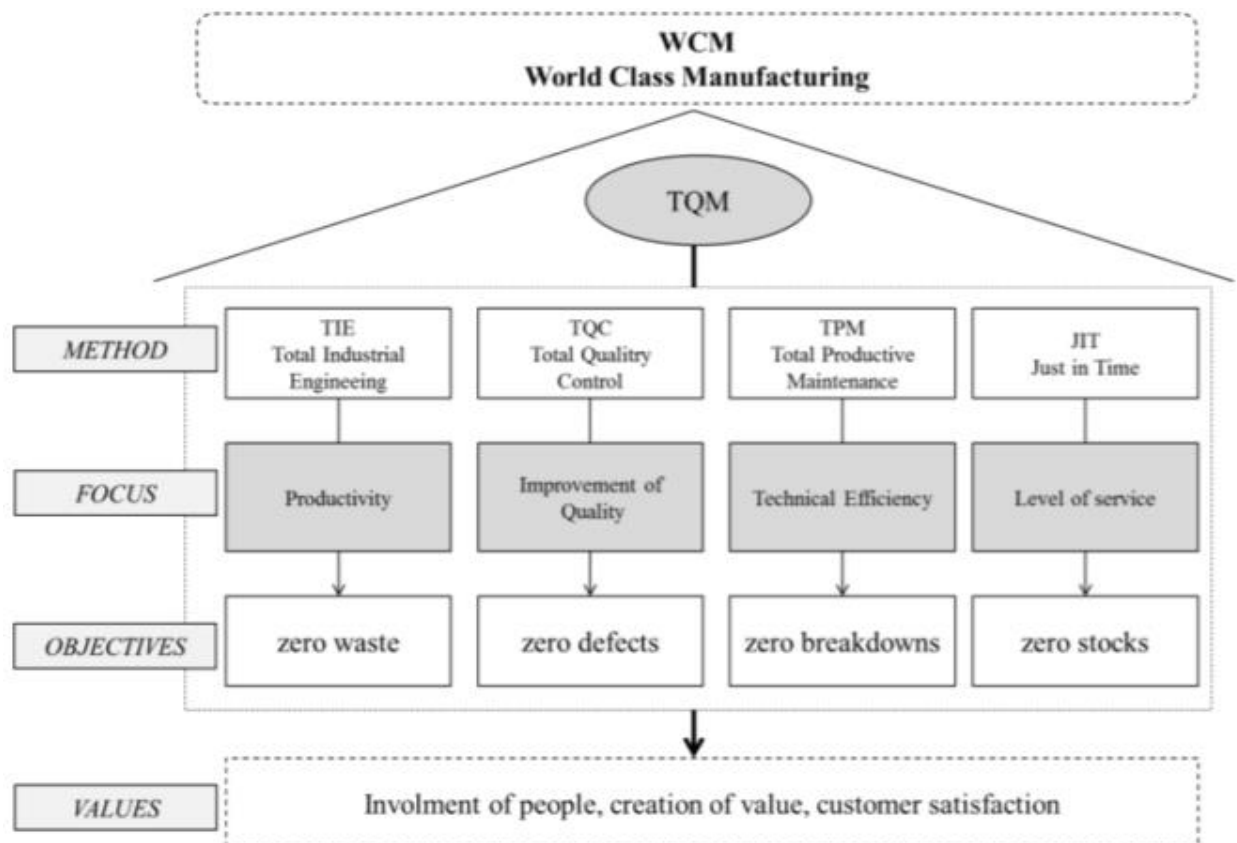 WCM
World Class Manufacturing
TQM
METHOD
TIE
Total Industrial
Engineeing
TQC
Total Qualitry
Control
TPM
Total Productive
Maintenance
JIT
Just in Time
FOCUS
Productivity
Improvement of
Quality
Technical Efficiency
Level of service
OBJECTIVES
zero waste
zero defects
zero breakdowns
zero stocks
VALUES
Involment of people, creation of value, customer satisfaction